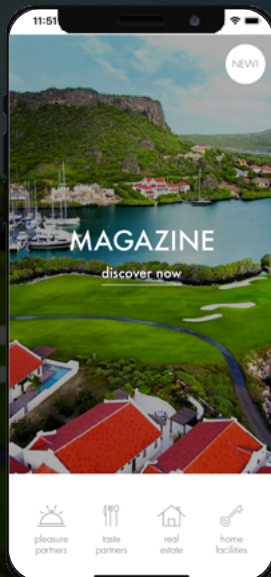 11:51
NEW!
MAGAZINE
discover now
pleasure
partners
taste
partners
real
estate
home
facilities